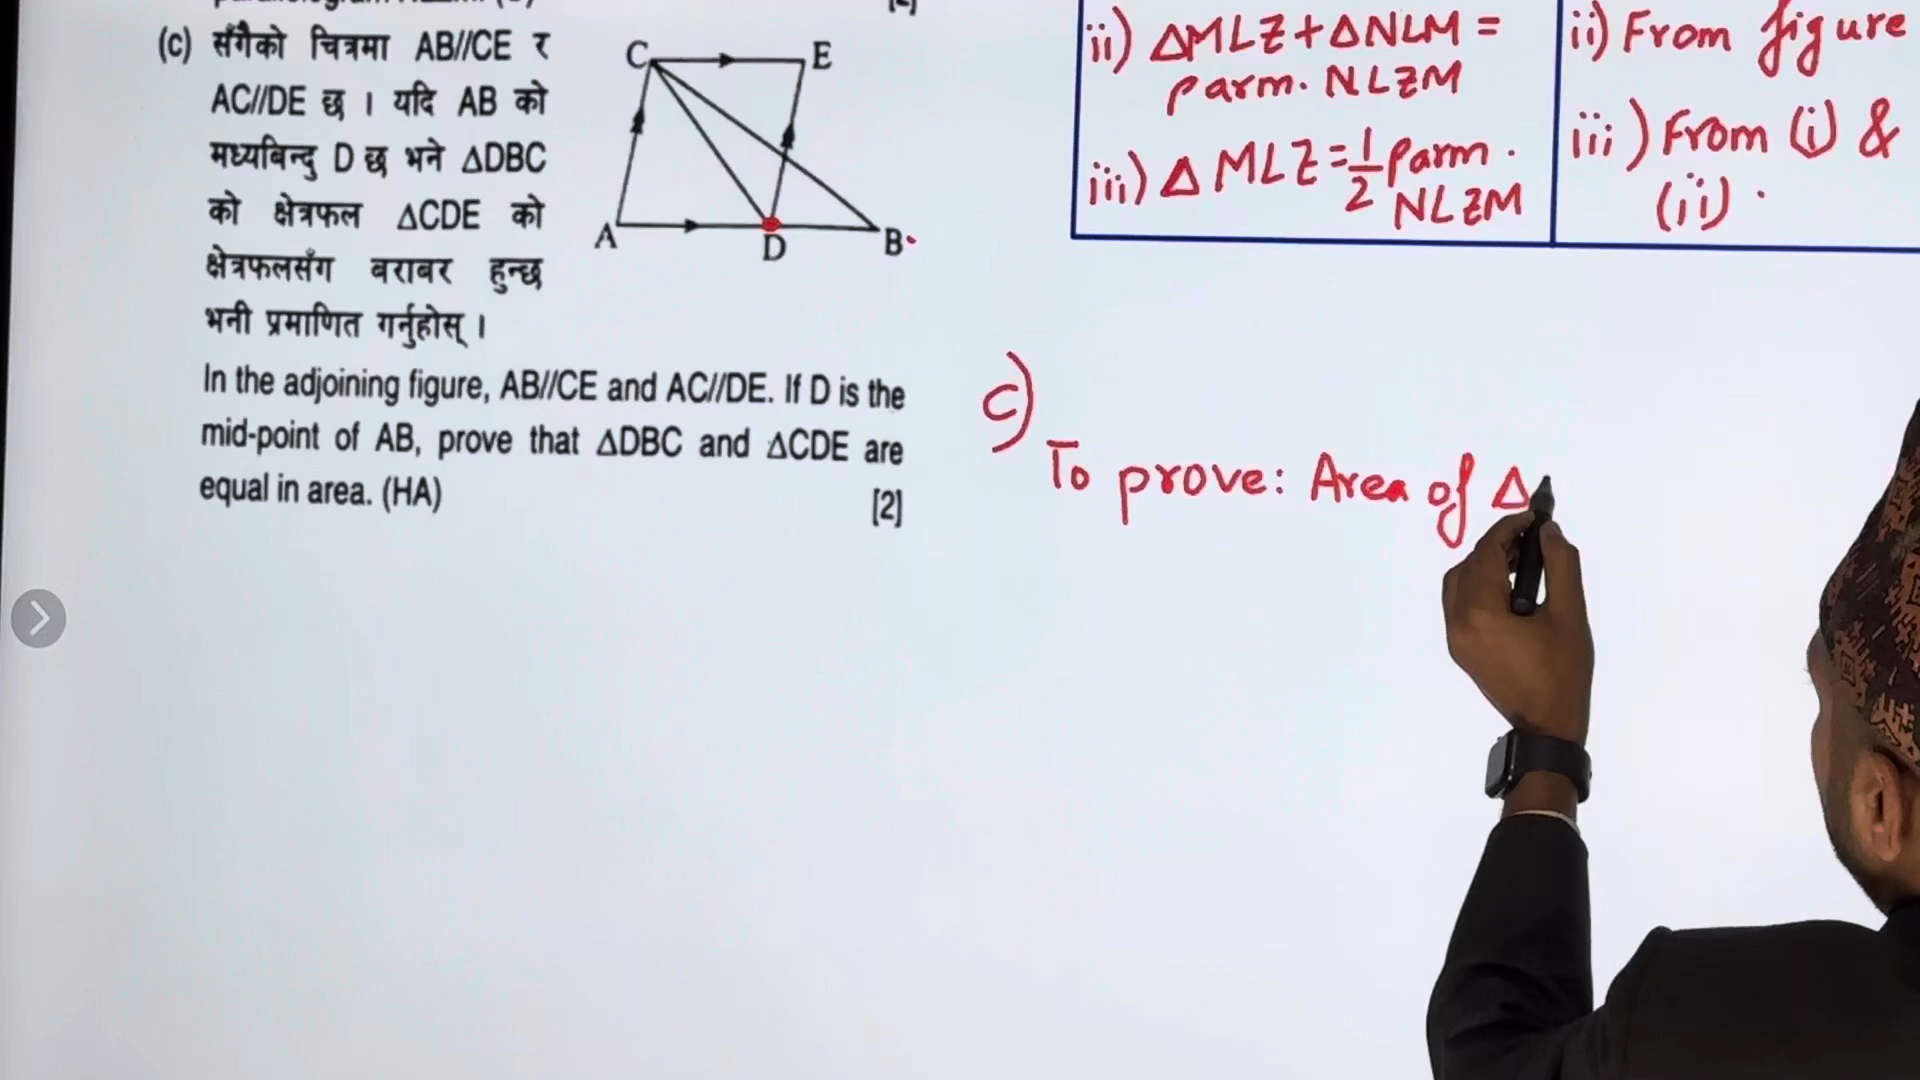 (c) सँगैको चित्रमा AB//CE र
AC//DE छ । यदि AB को
मध्यबिन्दु D छ भने ΔDBC
को क्षेत्रफल ΔCDE को
क्षेत्रफलसँग बराबर हुन्छ
भनी प्रमाणित गर्नुहोस् ।
C
E
A
D
B
In the adjoining figure, AB//CE and AC//DE. If D is the
mid-point of AB, prove that ΔDBC and ΔCDE are
equal in area. (HA) [2]
ii) ΔMLZ+ΔNLM =
parm. NLZM
iii) Δ MLZ=1/2 parm.
NLZM
ii) From figure
iii) From (i) &
(ii).
c)
To prove: Area of Δ